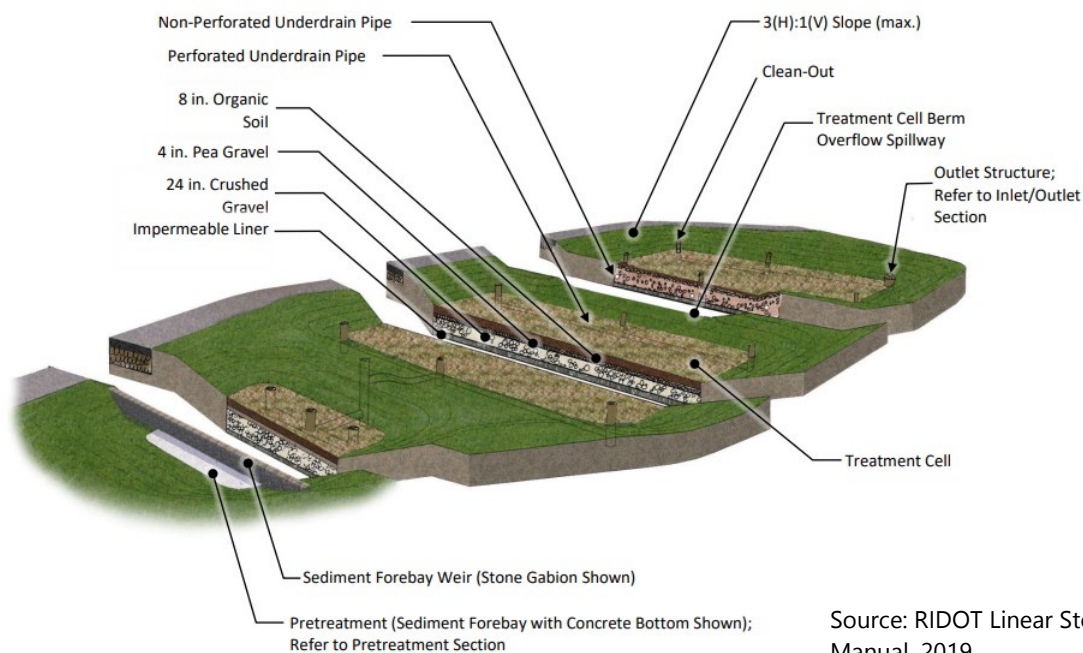 Non-Perforated Underdrain Pipe
Perforated Underdrain Pipe
8 in. Organic
Soil
4 in. Pea Gravel
24 in. Crushed
Gravel
Impermeable Liner
3(H):1(V) Slope (max.)
Clean-Out
Treatment Cell Berm
Overflow Spillway
Outlet Structure;
Refer to Inlet/Outlet
Section
Treatment Cell
Sediment Forebay Weir (Stone Gabion Shown)
Pretreatment (Sediment Forebay with Concrete Bottom Shown);
Refer to Pretreatment Section
Source: RIDOT Linear
Manual, 2019